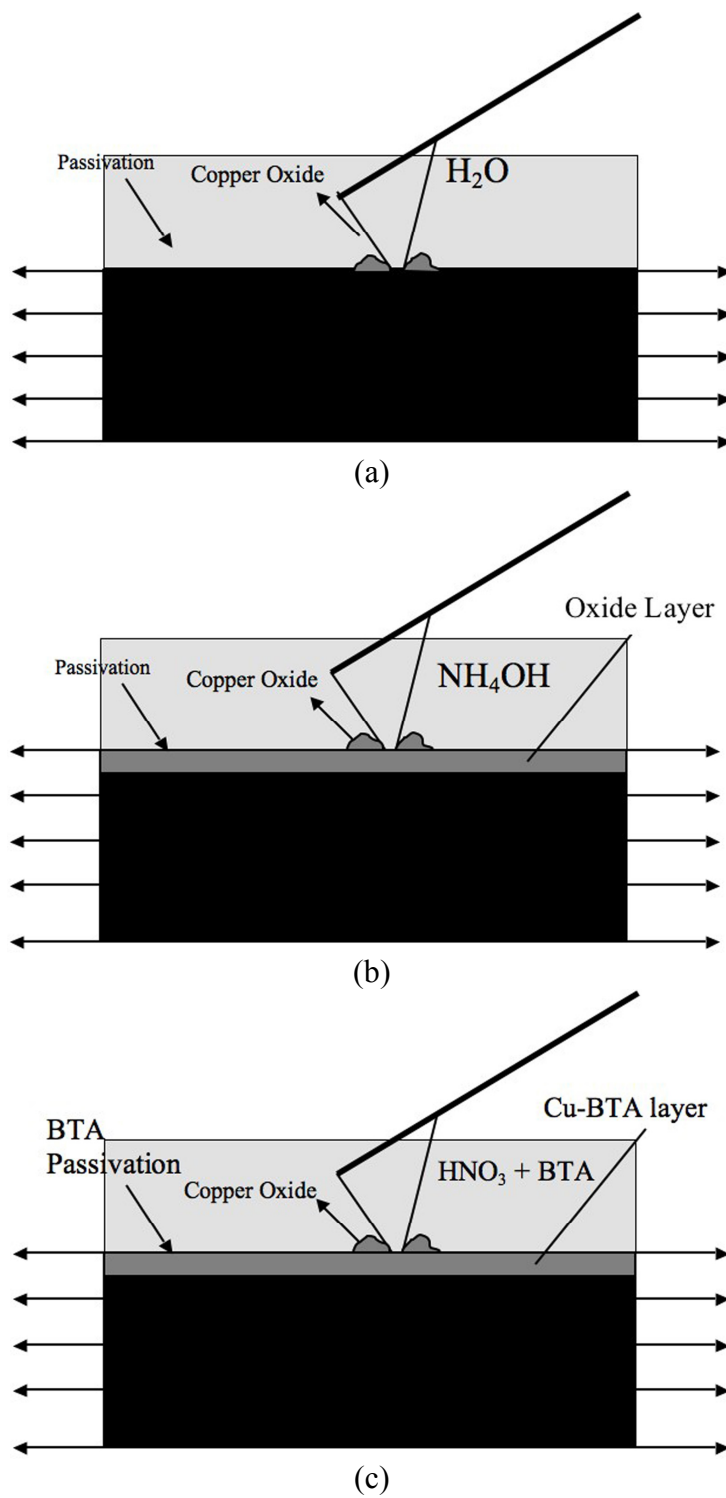 Passivation
Copper Oxide
H₂O
(a)
Oxide Layer
Passivation
Copper Oxide
NH₄OH
(b)
Cu-BTA layer
BTA
Passivation
Copper Oxide
HNO₃ + BTA
(c)